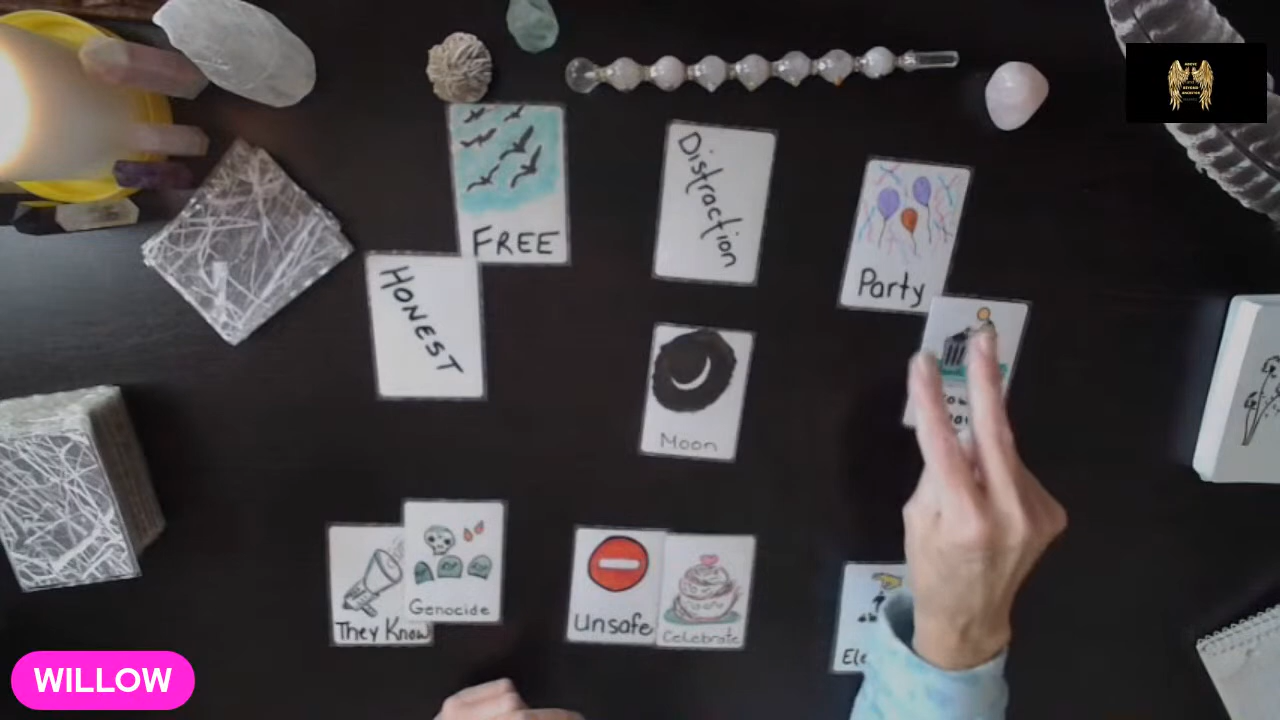 FREE
Distraction
Party
HONEST
Moon
They Know
Genocide
Unsafe
Celebrate
WILLOW